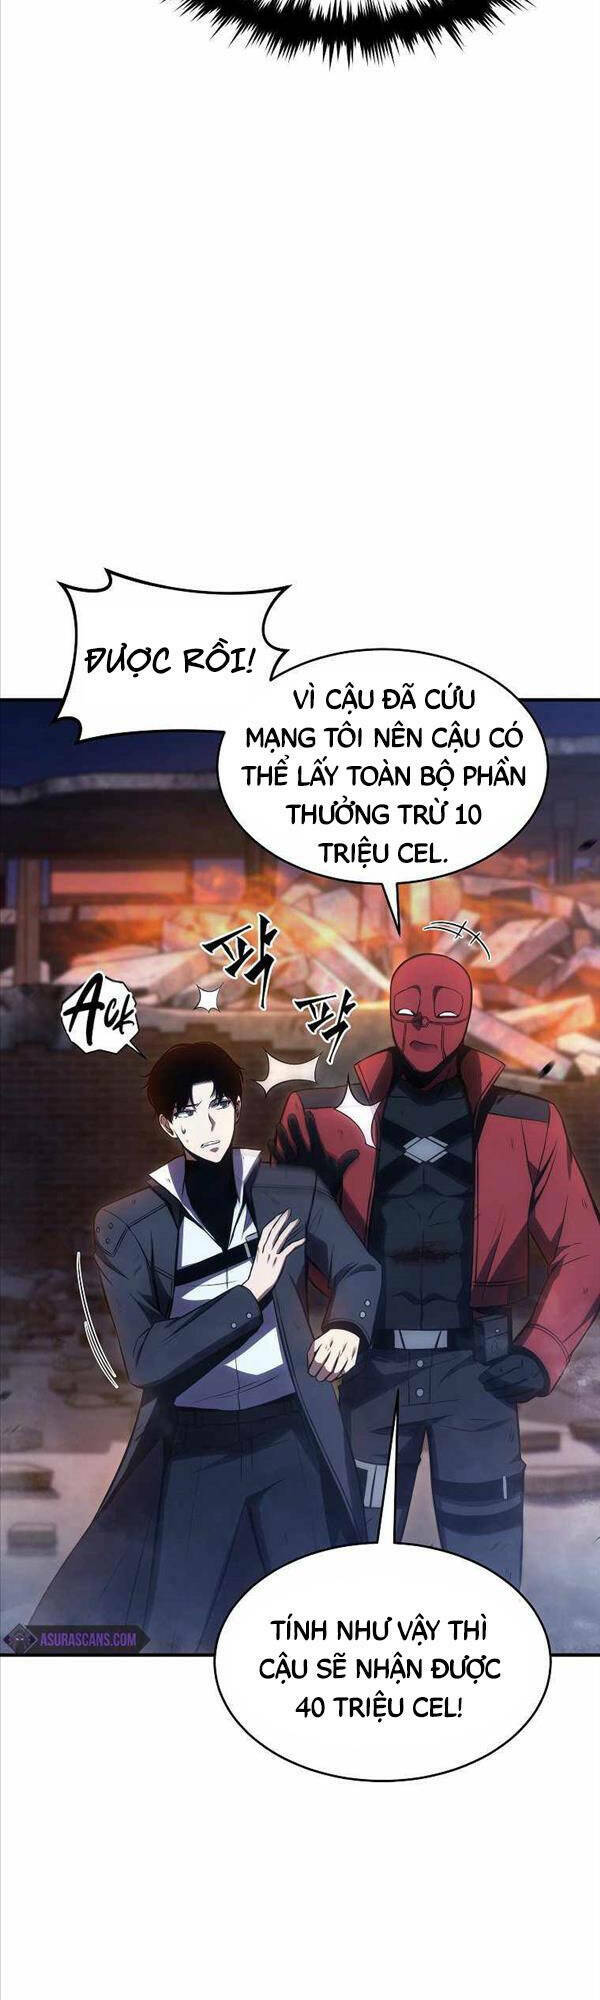 ĐƯỢC RỒI!
VÌ CẬU ĐÃ CỨU
MẠNG TÔI NÊN CẬU CÓ
THỂ LẤY TOÀN BỘ PHẦN
THƯỞNG TRỪ 10
TRIỆU CEL.
팍
팍
ACK
TÍNH NHƯ VẬY THÌ
CẬU SẼ NHẬN ĐƯỢC
40 TRIỆU CEL!
ASURASCANS.COM